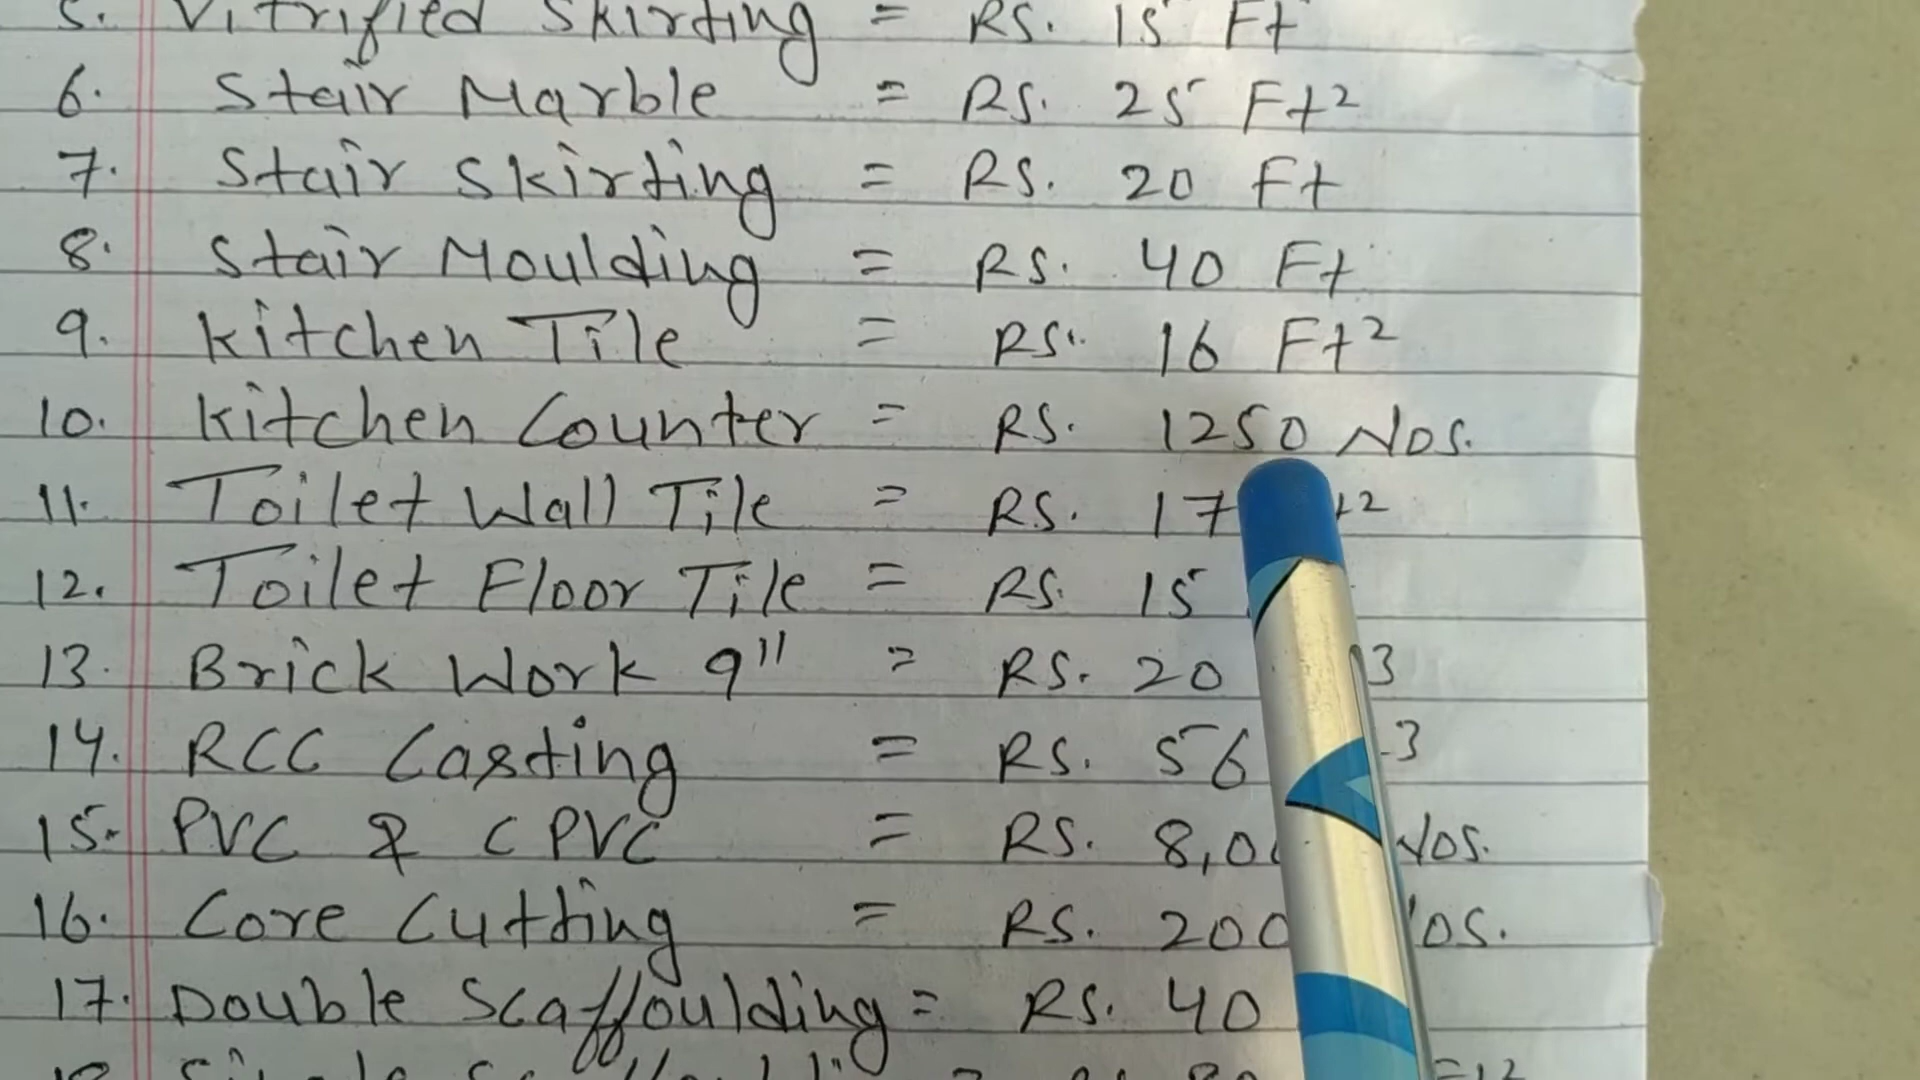 5. Vitrified Skirting = RS. 15 Ft
6. Stair Marble = RS. 25 Ft²
7. Stair Skirting = RS. 20 Ft
8. Stair Moulding = RS. 40 Ft
9. Kitchen Tile = RS. 16 Ft²
10. Kitchen Counter = RS. 1250 Nos.
11. Toilet Wall Tile = RS. 17
12. Toilet Floor Tile = RS. 15
13. Brick Work 9" = RS. 20
14. RCC Casting = RS. 56
15. PVC & CPVC = RS. Nos.
16. Core Cutting = RS.
17. Double Scaffoulding = RS. 40